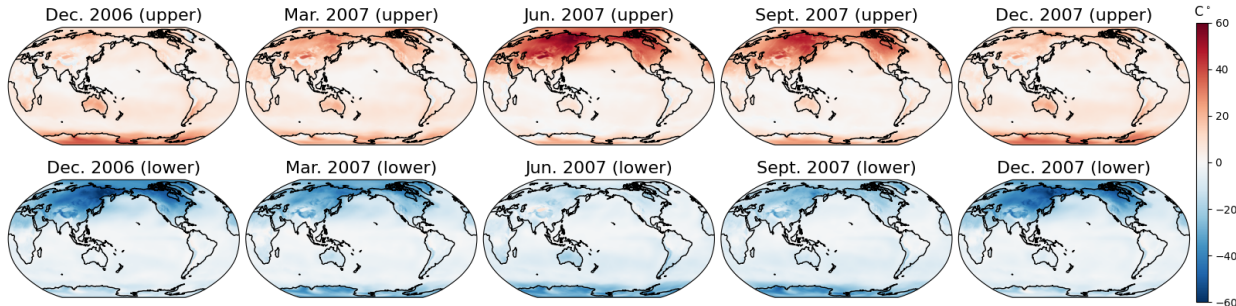 Dec. 2006 (upper) Mar. 2007 (upper) Jun. 2007 (upper) Sept. 2007 (upper) Dec. 2007 (upper)
C°
60
40
20
0
−20
−40
−60
Dec. 2006 (lower) Mar. 2007 (lower) Jun. 2007 (lower) Sept. 2007 (lower) Dec. 2007 (lower)